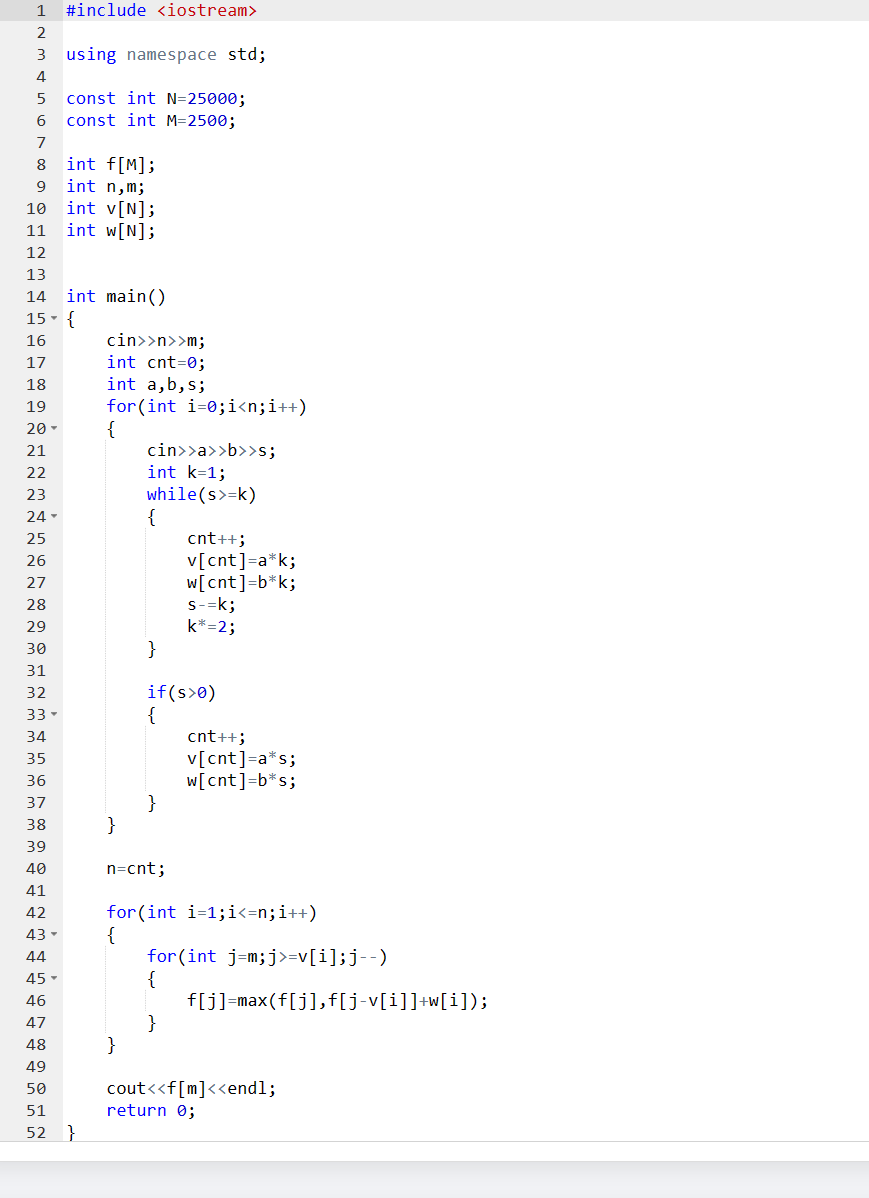 1 #include <iostream>
2
3 using namespace std;
4
5 const int N=25000;
6 const int M=2500;
7
8 int f[M];
9 int n,m;
10 int v[N];
11 int w[N];
12
13
14 int main()
15 {
16     cin>>n>>m;
17     int cnt=0;
18     int a,b,s;
19     for(int i=0;i<n;i++)
20     {
21         cin>>a>>b>>s;
22         int k=1;
23         while(s>=k)
24         {
25             cnt++;
26             v[cnt]=a*k;
27             w[cnt]=b*k;
28             s-=k;
29             k*=2;
30         }
31
32         if(s>0)
33         {
34             cnt++;
35             v[cnt]=a*s;
36             w[cnt]=b*s;
37         }
38     }
39
40     n=cnt;
41
42     for(int i=1;i<=n;i++)
43     {
44         for(int j=m;j>=v[i];j--)
45         {
46             f[j]=max(f[j],f[j-v[i]]+w[i]);
47         }
48     }
49
50     cout<<f[m]<<endl;
51     return 0;
52 }